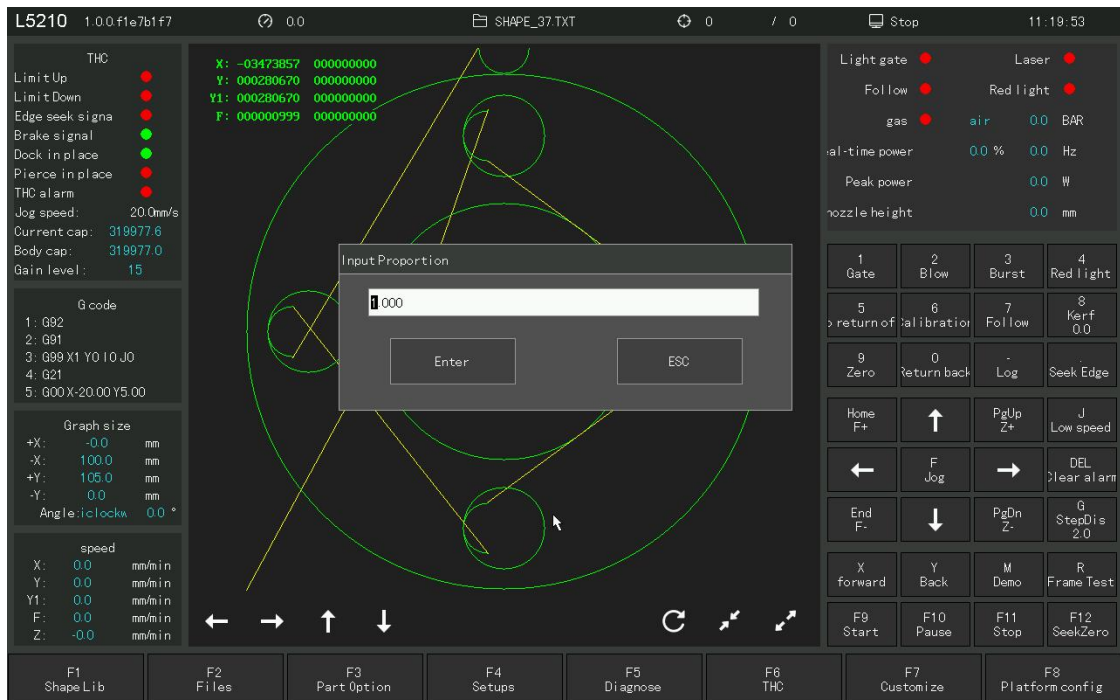 L5210 1.0.0.f1e7b1f7 0.0 SHAPE_37.TXT 0 / 0 Stop 11:19:53
THC
LimitUp
LimitDown
Edge seek signa
Brake signal
Dock in place
Pierce in place
THC alarm
Jog speed: 20.0mm/s
Current cap: 319977.6
Body cap: 319977.0
Gain level: 15
G code
1: G92
2: G91
3: G99 X1 Y0 I0 J0
4: G21
5: G00 X-20.00 Y5.00
Graph size
+X: -0.0 mm
-X: 100.0 mm
+Y: 105.0 mm
-Y: 0.0 mm
Angle:iclockw 0.0 °
speed
X: 0.0 mm/min
Y: 0.0 mm/min
Y1: 0.0 mm/min
F: 0.0 mm/min
Z: -0.0 mm/min
X: -03473857 000000000
Y: 000280670 000000000
Y1: 000280670 000000000
F: 000000999 000000000
Input Proportion
1.000
Enter ESC
Light gate Laser
Follow Red light
gas air 0.0 BAR
al-time power 0.0 % 0.0 Hz
Peak power 0.0 W
nozzle height 0.0 mm
1 Gate
2 Blow
3 Burst
4 Red light
5 o return of
6 Calibration
7 Follow
8 Kerf 0.0
9 Zero
0 Return back
- Log
. Seek Edge
Home F+
↑
PgUp Z+
J Low speed
←
F Jog
→
DEL Clear alarm
End F-
↓
PgDn Z-
G StepDis 2.0
X forward
Y Back
M Demo
R Frame Test
F9 Start
F10 Pause
F11 Stop
F12 SeekZero
F1 Shape Lib
F2 Files
F3 Part Option
F4 Setups
F5 Diagnose
F6 THC
F7 Customize
F8 Platform config